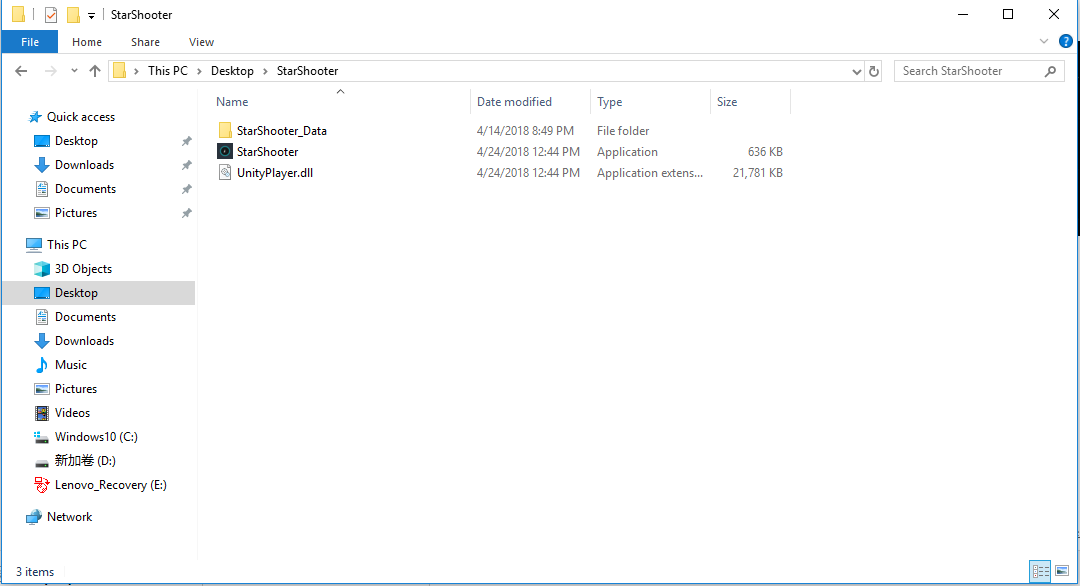 StarShooter
File Home Share View
This PC Desktop StarShooter Search StarShooter
Name Date modified Type Size
StarShooter_Data 4/14/2018 8:49 PM File folder
StarShooter 4/24/2018 12:44 PM Application 636 KB
UnityPlayer.dll 4/24/2018 12:44 PM Application extens... 21,781 KB
Quick access
Desktop
Downloads
Documents
Pictures
This PC
3D Objects
Desktop
Documents
Downloads
Music
Pictures
Videos
Windows10 (C:)
新加卷 (D:)
Lenovo_Recovery (E:)
Network
3 items